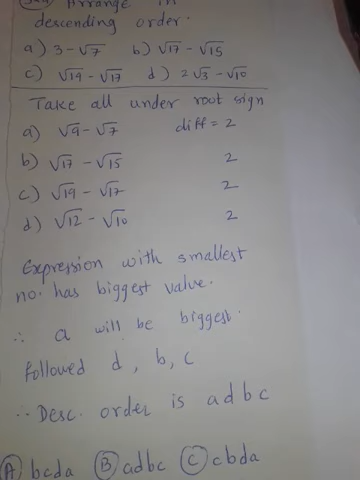 Arrange in
descending order.
a) 3 - √7 b) √17 - √15
c) √19 - √17 d) 2√3 - √10
Take all under root sign
a) √9 - √7 diff = 2
b) √17 - √15 2
c) √19 - √17 2
d) √12 - √10 2
Expression with smallest
no. has biggest value.
∴ a will be biggest.
followed d, b, c
∴ Desc. order is a d b c
(A) bcda (B) adbc (C) cbda